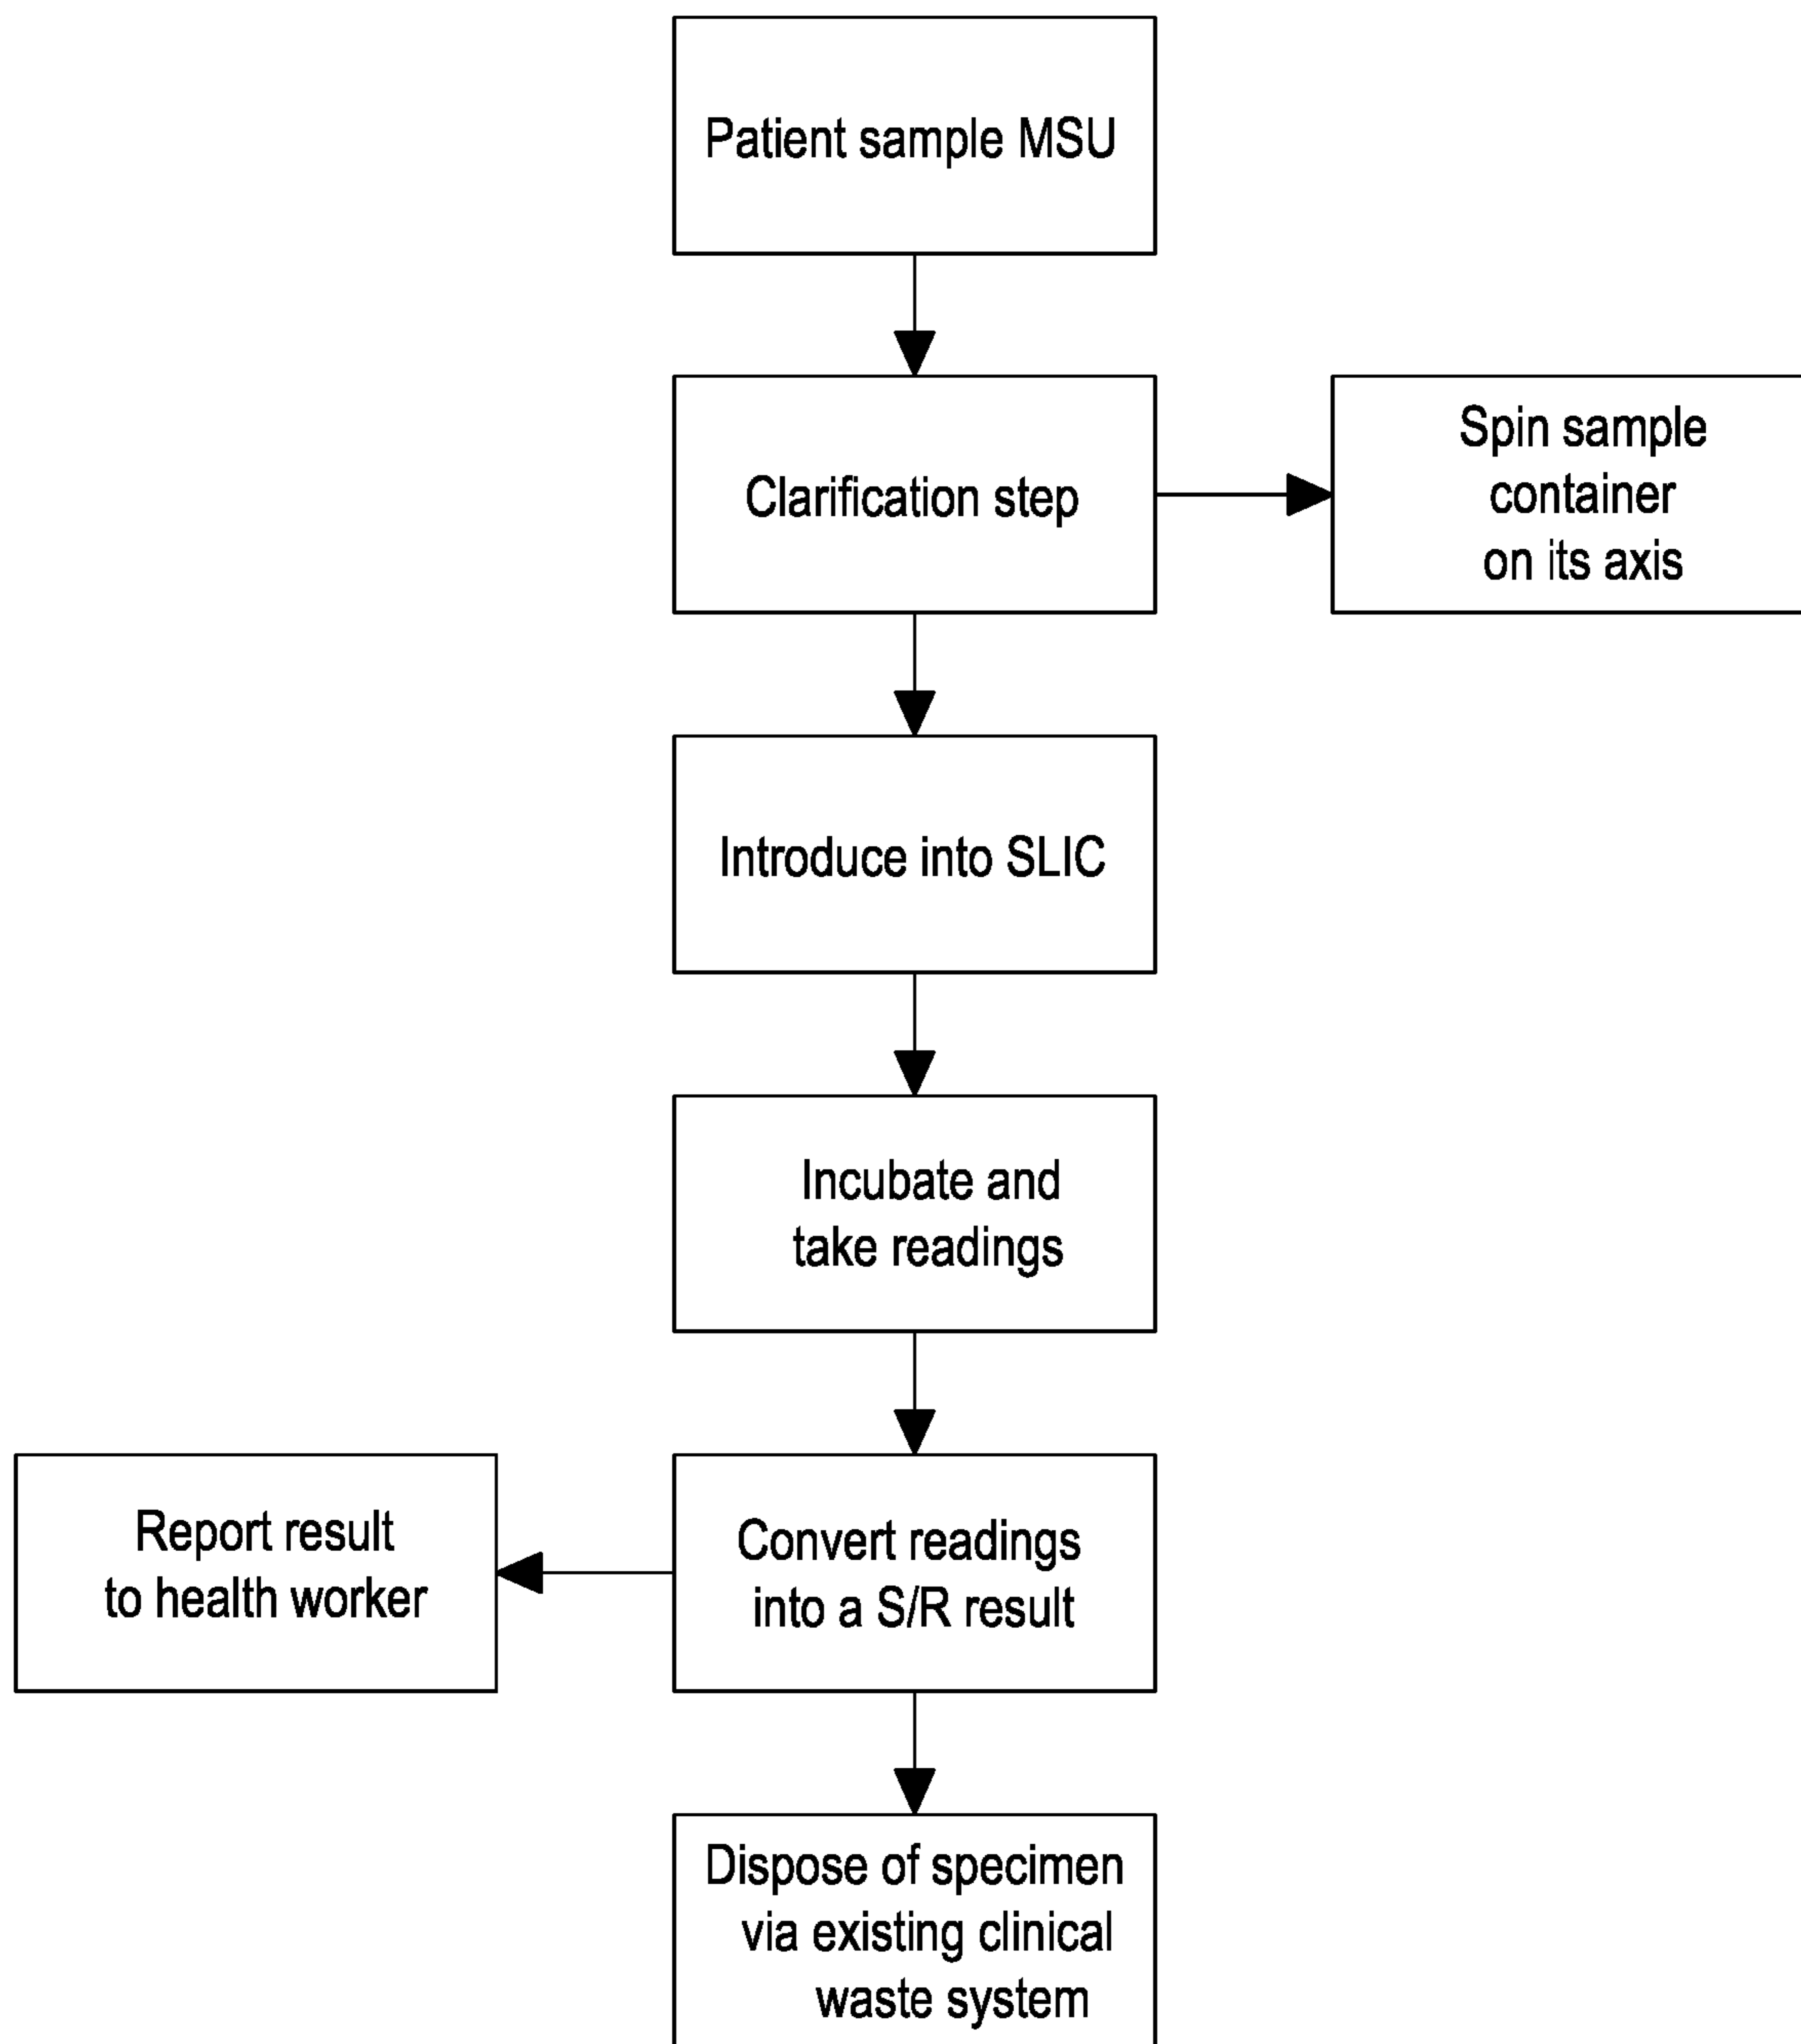 Patient sample MSU
Clarification step
Spin sample
container
on its axis
Introduce into SLIC
Incubate and
take readings
Report result
to health worker
Convert readings
into a S/R result
Dispose of specimen
via existing clinical
waste system